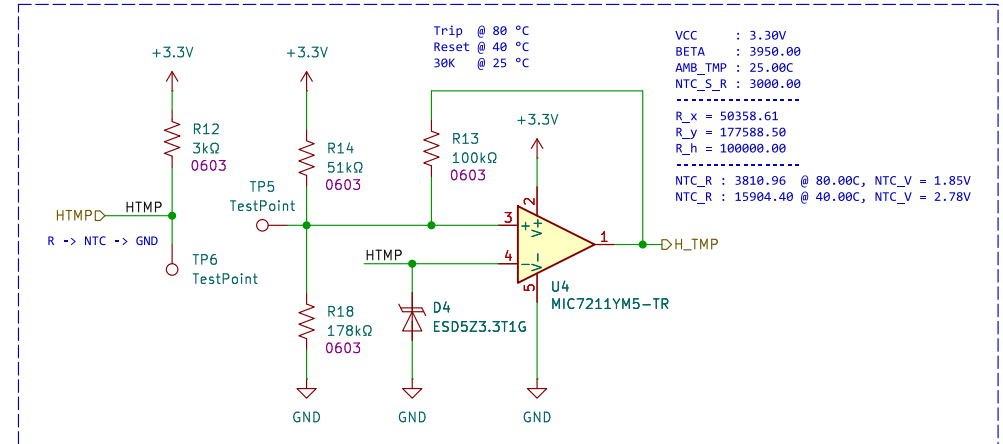 Trip  @ 80 °C
Reset @ 40 °C
30K   @ 25 °C
VCC     : 3.30V
BETA    : 3950.00
AMB_TMP : 25.00C
NTC_S_R : 3000.00
-----------------
R_x = 50358.61
R_y = 177588.50
R_h = 100000.00
-----------------
NTC_R : 3810.96  @ 80.00C, NTC_V = 1.85V
NTC_R : 15904.40 @ 40.00C, NTC_V = 2.78V
+3.3V
+3.3V
+3.3V
R12
3kΩ
0603
R14
51kΩ
0603
R13
100kΩ
0603
TP5
TestPoint
HTMP
HTMP
R -> NTC -> GND
TP6
TestPoint
3
+
2
V+
1
H_TMP
HTMP
4
-
V-
5
U4
MIC7211YM5-TR
D4
ESD5Z3.3T1G
R18
178kΩ
0603
GND
GND
GND